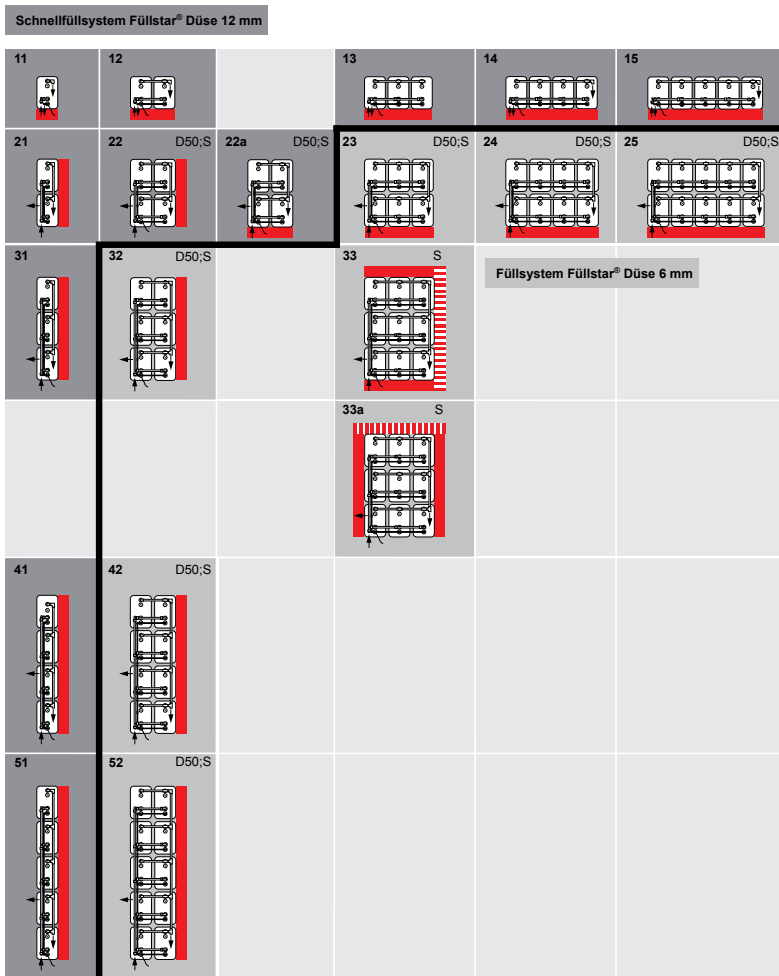 Schnellfüllsystem Füllstar® Düse 12 mm
11 12 13 14 15
21 22 D50;S 22a D50;S 23 D50;S 24 D50;S 25 D50;S
31 32 D50;S 33 S
Füllsystem Füllstar® Düse 6 mm
33a S
41 42 D50;S
51 52 D50;S